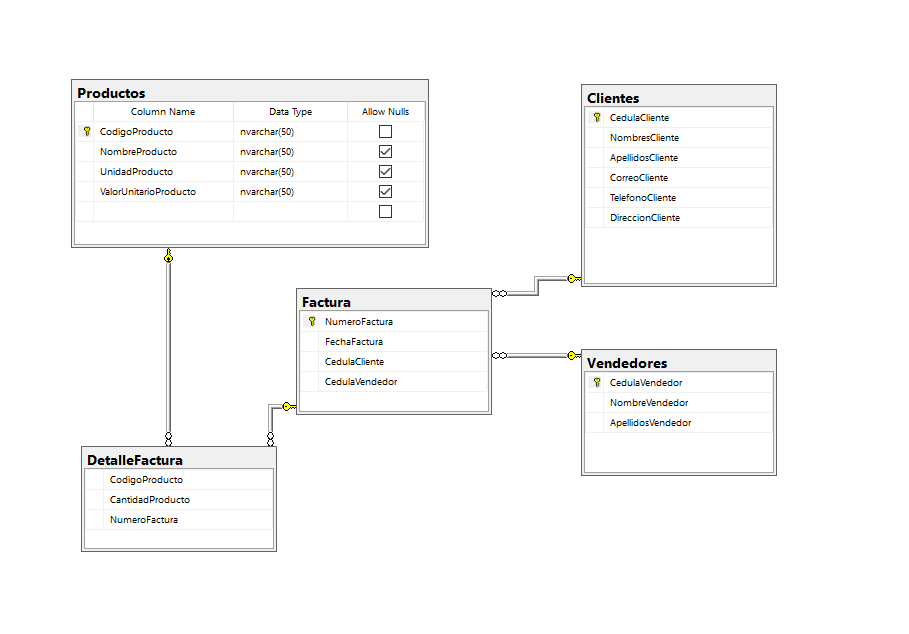 Productos
Column Name Data Type Allow Nulls
CodigoProducto nvarchar(50)
NombreProducto nvarchar(50)
UnidadProducto nvarchar(50)
ValorUnitarioProducto nvarchar(50)
Clientes
CedulaCliente
NombresCliente
ApellidosCliente
CorreoCliente
TelefonoCliente
DireccionCliente
Factura
NumeroFactura
FechaFactura
CedulaCliente
CedulaVendedor
Vendedores
CedulaVendedor
NombreVendedor
ApellidosVendedor
DetalleFactura
CodigoProducto
CantidadProducto
NumeroFactura